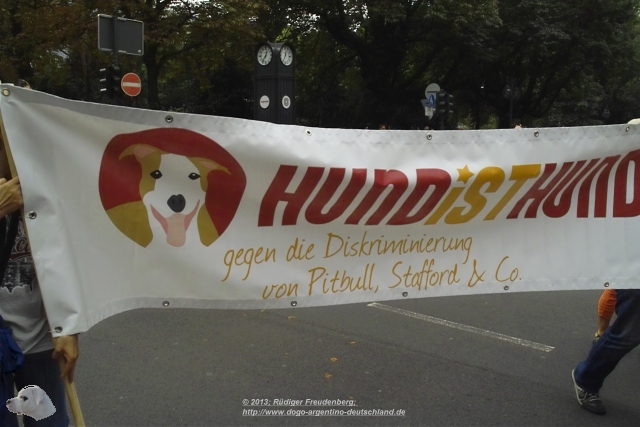 HUNDiSTHUND
gegen die Diskriminierung
von Pitbull, Stafford & Co.
© 2013; Rüdiger Freudenberg;
http://www.dogo-argentino-deutschland.de